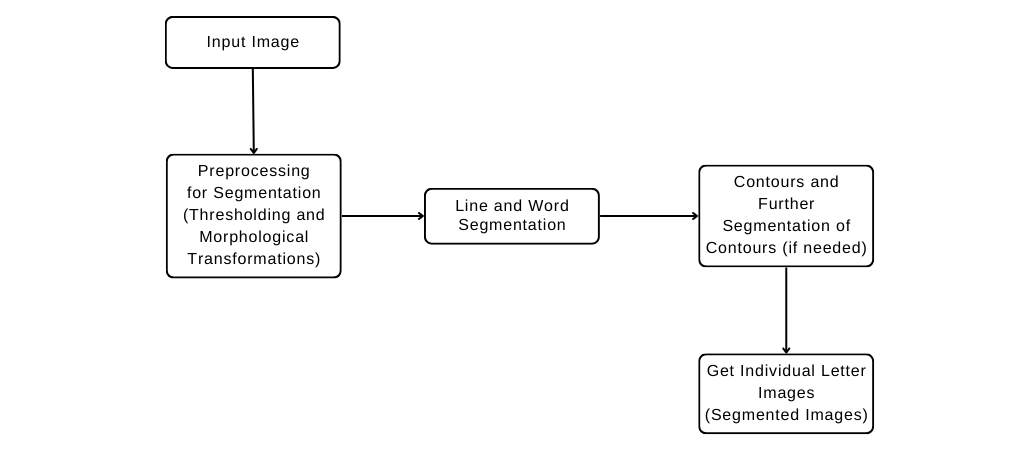 Input Image
Preprocessing
for Segmentation
(Thresholding and
Morphological
Transformations)
Line and Word
Segmentation
Contours and
Further
Segmentation of
Contours (if needed)
Get Individual Letter
Images
(Segmented Images)